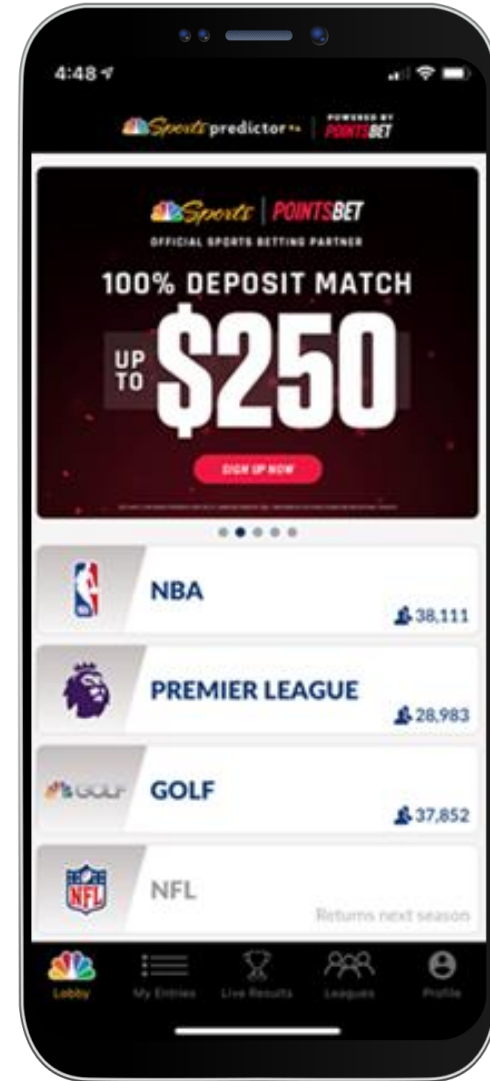 4:48
Sports predictor
POWERED BY
POINTSBET
Sports | POINTSBET
OFFICIAL SPORTS BETTING PARTNER
100% DEPOSIT MATCH
UP
TO
$250
SIGN UP NOW
NBA
38,111
PREMIER LEAGUE
28,983
GOLF
GOLF
37,852
NFL
NFL
Returns next season
Lobby
My Entries
Live Results
Leagues
Profile